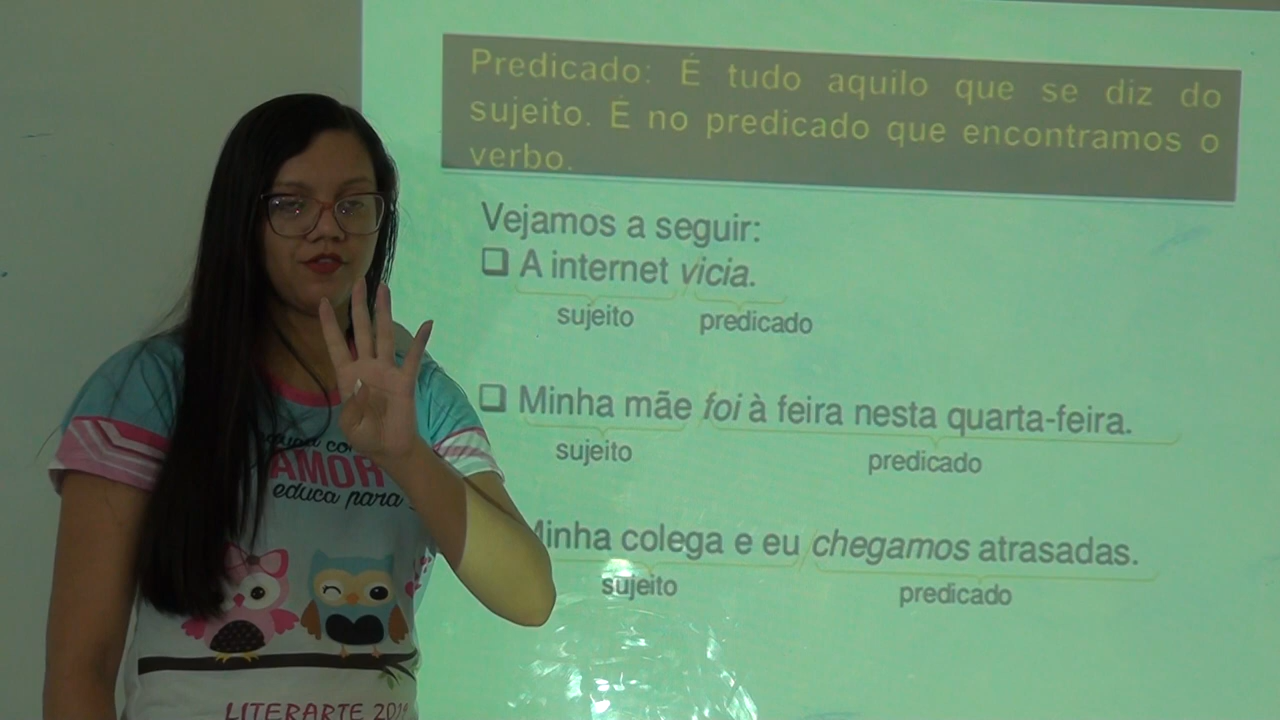 Predicado: É tudo aquilo que se diz do
sujeito. É no predicado que encontramos o
verbo.
Vejamos a seguir:
❑ A internet vicia.
sujeito predicado
❑ Minha mãe foi à feira nesta quarta-feira.
sujeito predicado
Minha colega e eu chegamos atrasadas.
sujeito predicado
AMOR
educa para
LITERARTE